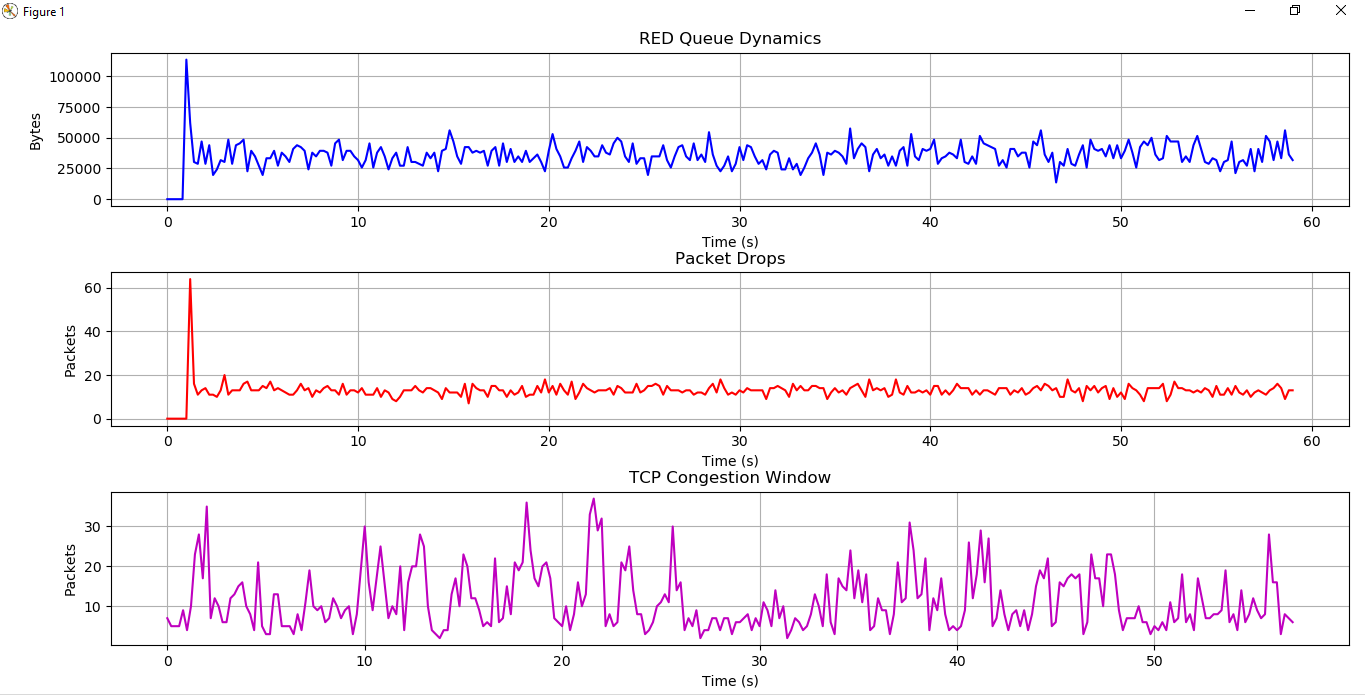 Figure 1
RED Queue Dynamics
100000
75000
50000
25000
0
Bytes
0 10 20 30 40 50 60
Time (s)
Packet Drops
60
40
20
0
Packets
0 10 20 30 40 50 60
Time (s)
TCP Congestion Window
30
20
10
Packets
0 10 20 30 40 50
Time (s)